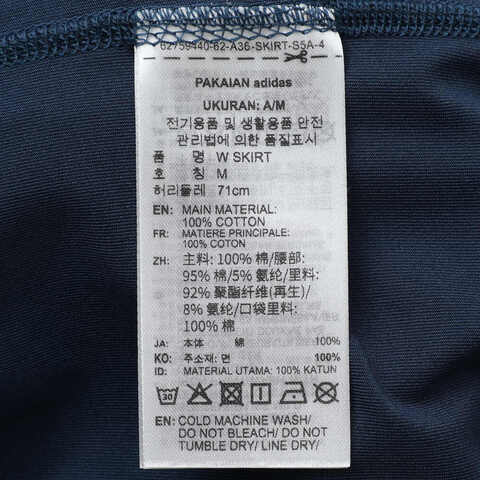 62759440-62-A36-SKIRT-S5A-4
PAKAIAN adidas
UKURAN: A/M
전기용품 및 생활용품 안전
관리법에 의한 품질표시
품 명 W SKIRT
호 칭 M
허리둘레 71cm
EN: MAIN MATERIAL:
100% COTTON
FR: MATIERE PRINCIPALE:
100% COTON
ZH: 主料: 100% 棉/腰部:
95% 棉/5% 氨纶/里料:
92% 聚酯纤维(再生)/
8% 氨纶/口袋里料:
100% 棉
JA: 本体 綿 100%
KO: 주소재: 면 100%
ID: MATERIAL UTAMA: 100% KATUN
30
EN: COLD MACHINE WASH/
DO NOT BLEACH/ DO NOT
TUMBLE DRY/ LINE DRY/